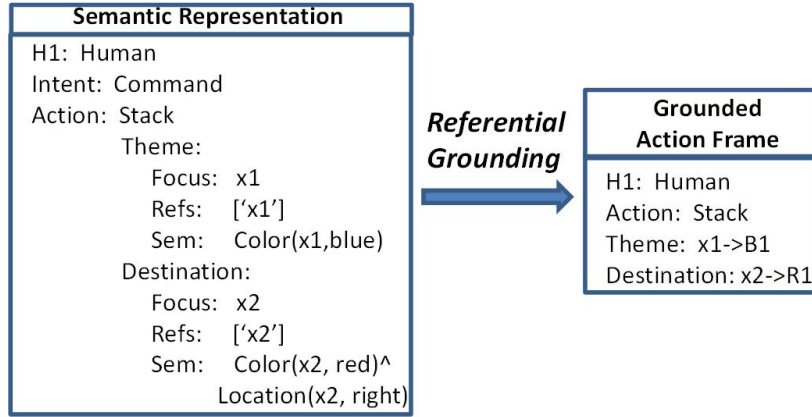 Semantic Representation
H1: Human
Intent: Command
Action: Stack
Theme:
Focus: x1
Refs: [‘x1’]
Sem: Color(x1,blue)
Destination:
Focus: x2
Refs: [‘x2’]
Sem: Color(x2, red)^
Location(x2, right)
Referential
Grounding
Grounded
Action Frame
H1: Human
Action: Stack
Theme: x1->B1
Destination: x2->R1